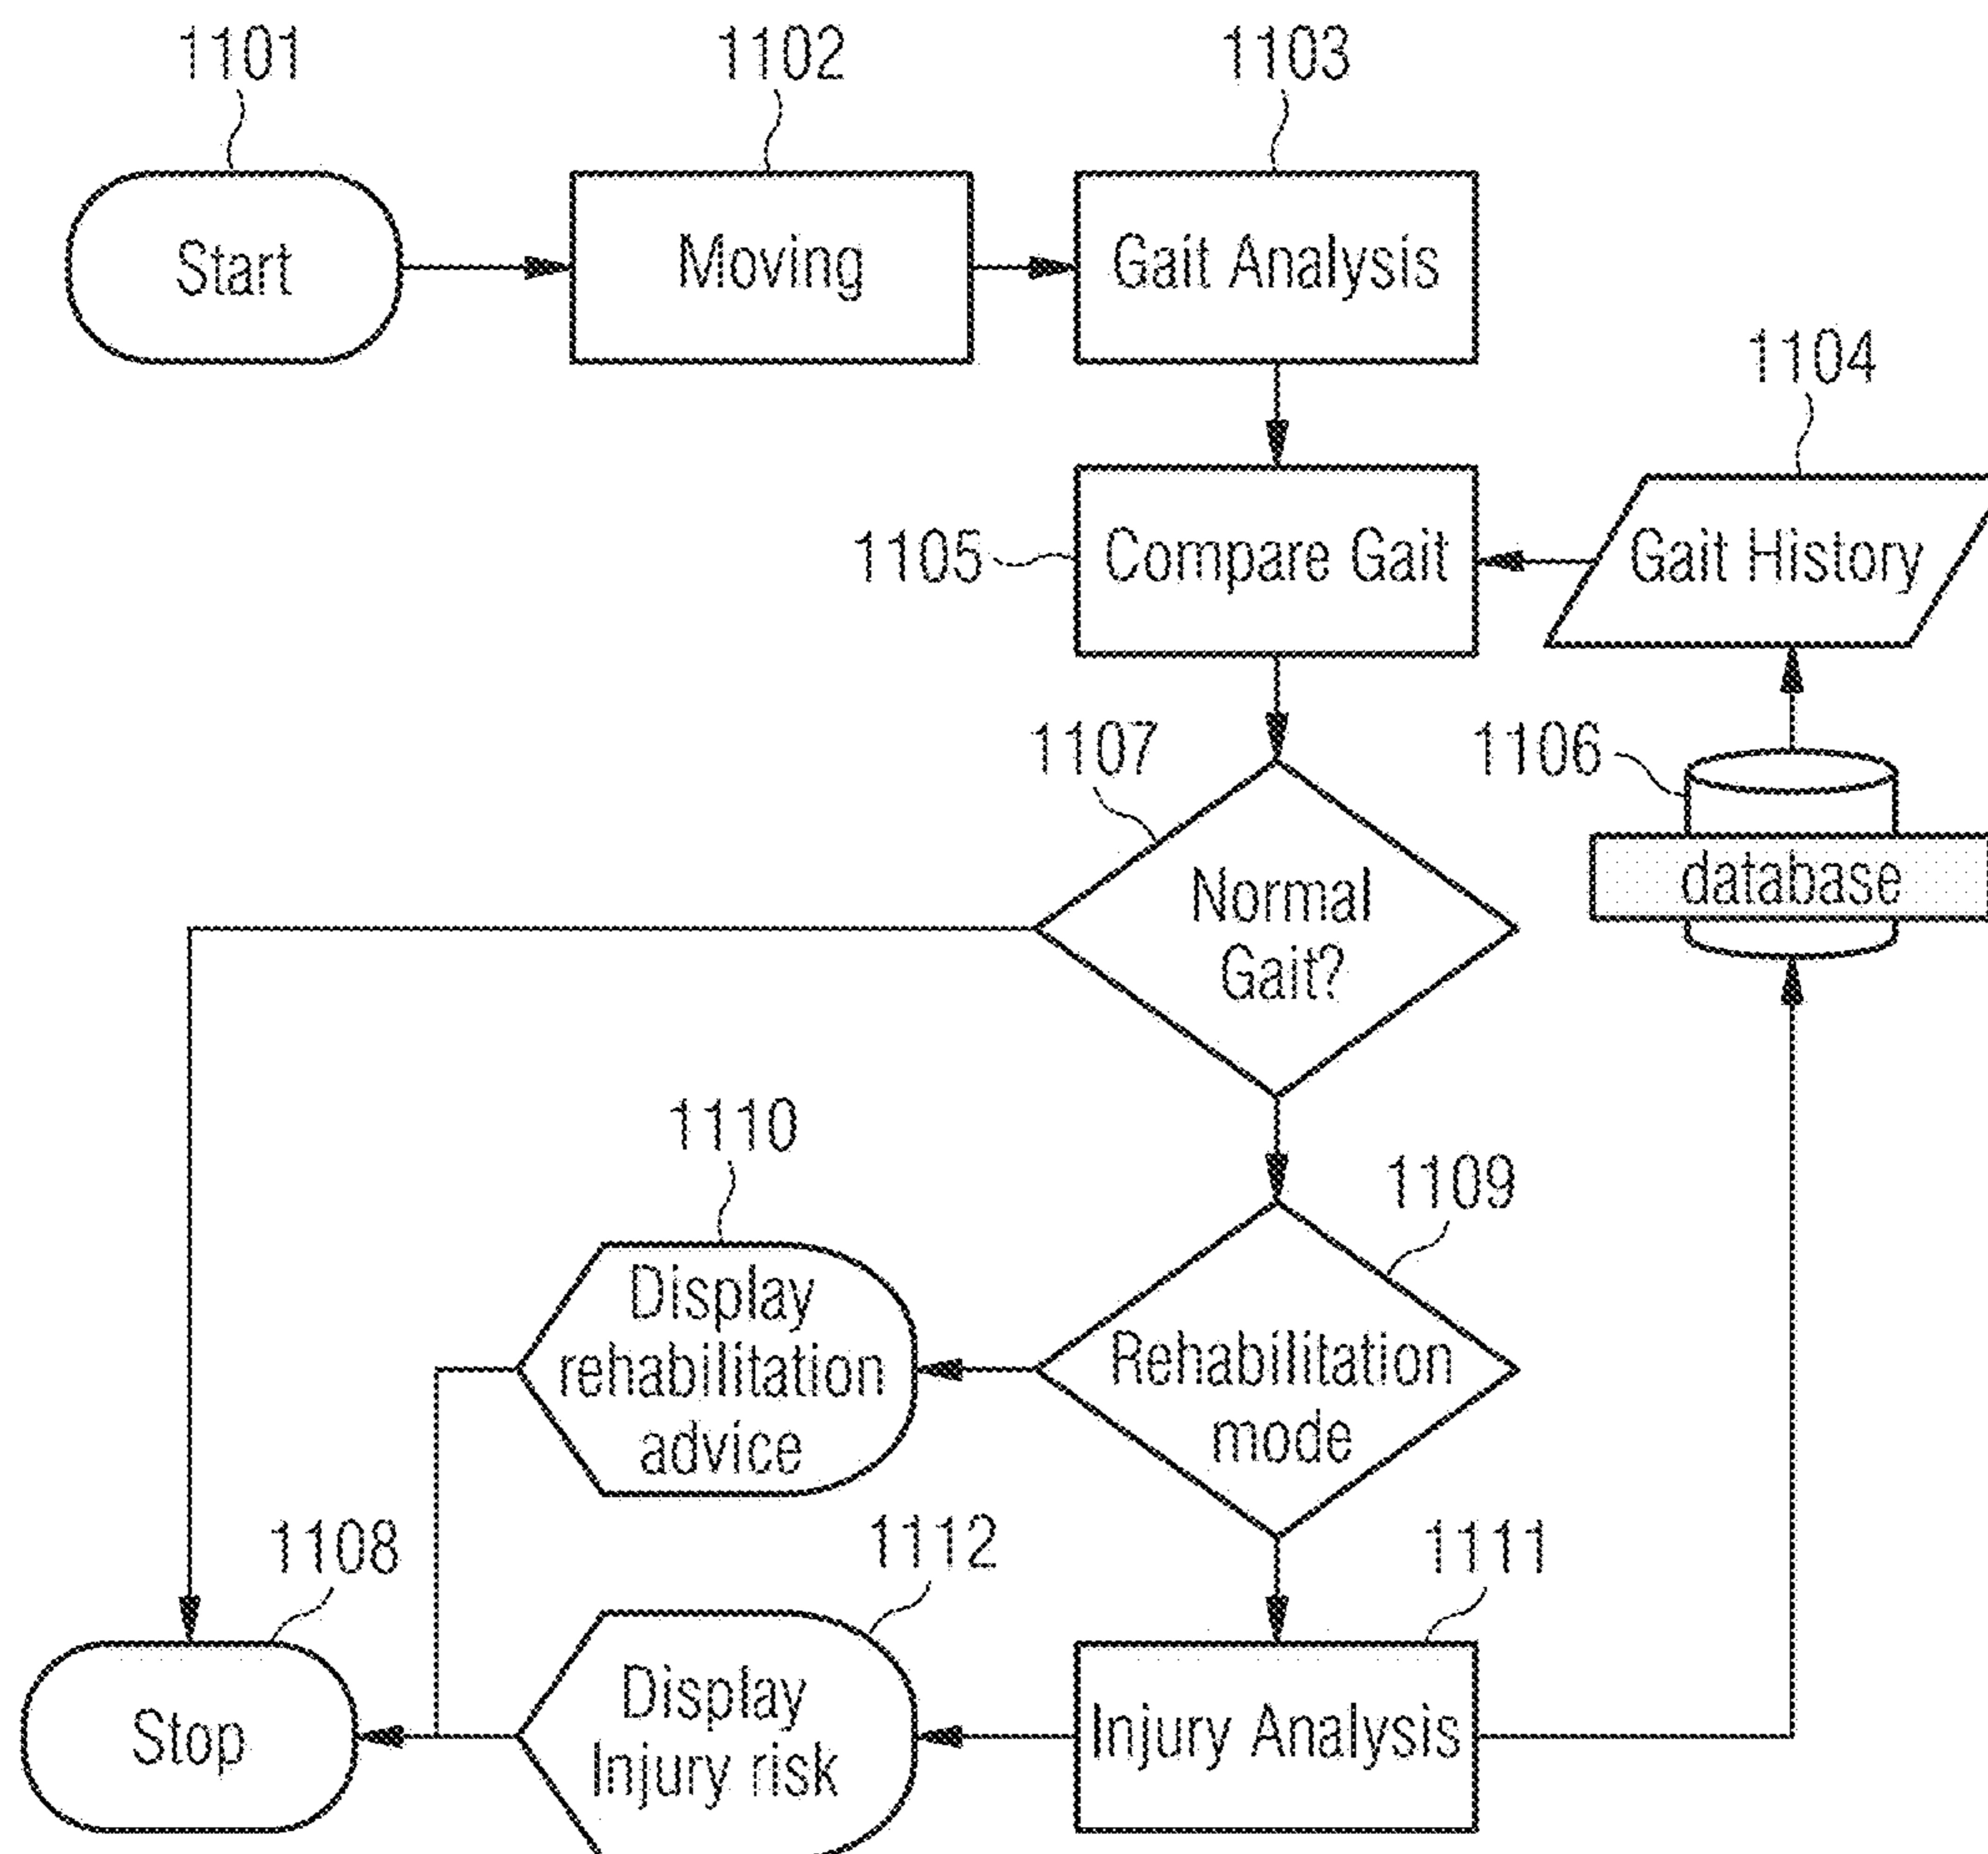 1101
1102
1103
Start
Moving
Gait Analysis
1104
1105
Compare Gait
Gait History
1107
1106
Normal
Gait?
database
1110
1109
Display
rehabilitation
advice
Rehabilitation
mode
1108
1112
1111
Stop
Display
Injury risk
Injury Analysis